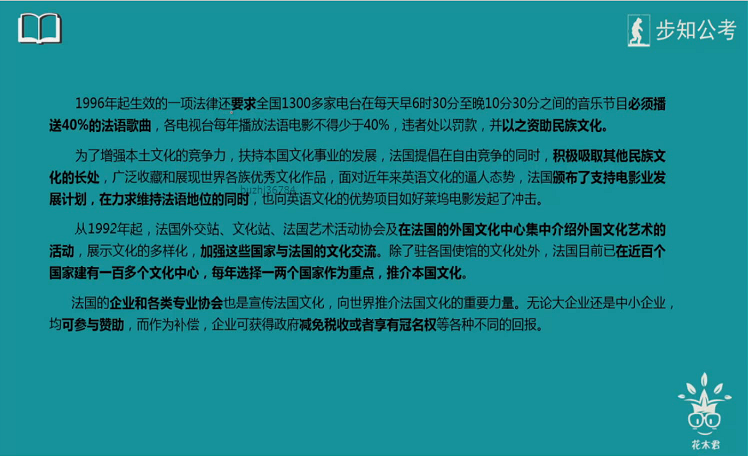 步知公考
1996年起生效的一项法律还要求全国1300多家电台在每天早6时30分至晚10分30分之间的音乐节目必须播
送40%的法语歌曲，各电视台每年播放法语电影不得少于40%，违者处以罚款，并以之资助民族文化。
为了增强本土文化的竞争力，扶持本国文化事业的发展，法国提倡在自由竞争的同时，积极吸取其他民族文
化的长处，广泛收藏和展现世界各族优秀文化作品，面对近年来英语文化的逼人态势，法国颁布了支持电影业发
huzhj36784
展计划，在力求维持法语地位的同时，也向英语文化的优势项目如好莱坞电影发起了冲击。
从1992年起，法国外交站、文化站、法国艺术活动协会及在法国的外国文化中心集中介绍外国文化艺术的
活动，展示文化的多样化，加强这些国家与法国的文化交流。除了驻各国使馆的文化处外，法国目前已在近百个
国家建有一百多个文化中心，每年选择一两个国家作为重点，推介本国文化。
法国的企业和各类专业协会也是宣传法国文化，向世界推介法国文化的重要力量。无论大企业还是中小企业，
均可参与赞助，而作为补偿，企业可获得政府减免税收或者享有冠名权等各种不同的回报。
花木君